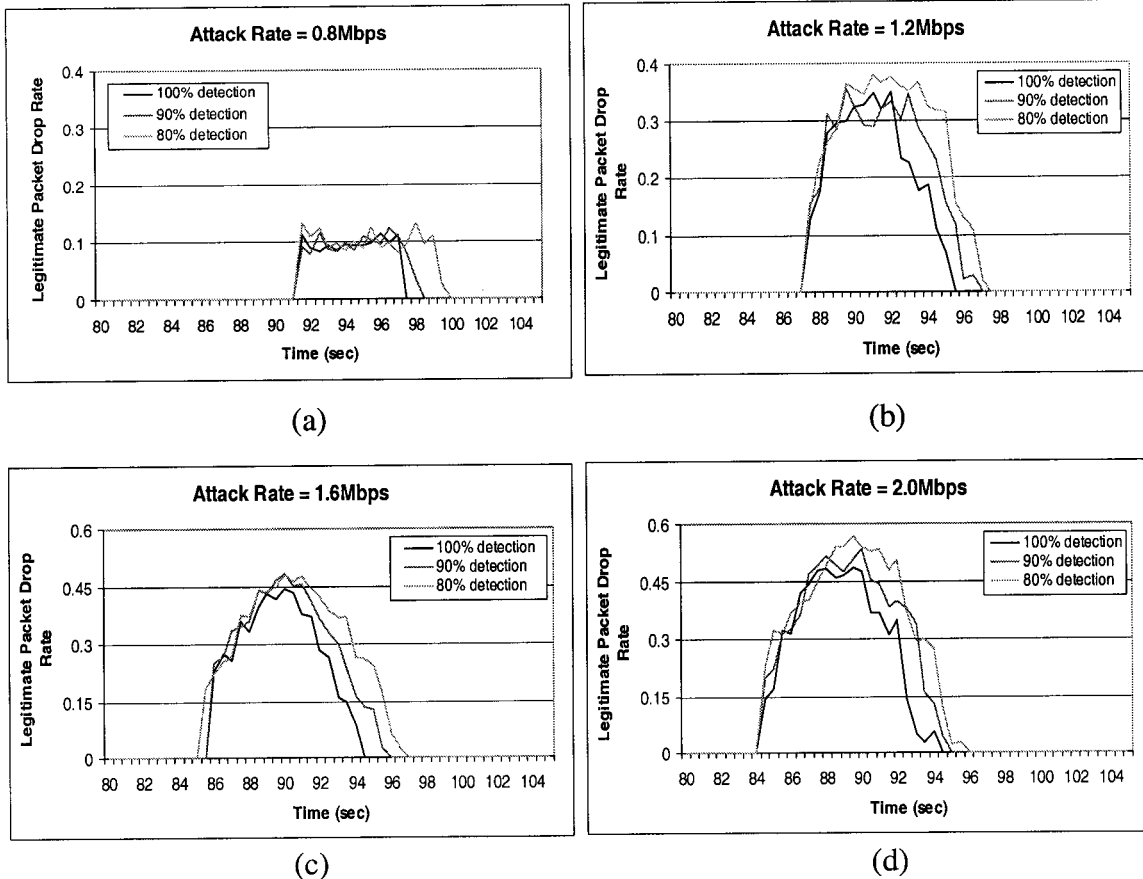 Attack Rate = 0.8Mbps
Legitimate Packet Drop Rate
0.4
0.3
0.2
0.1
0
100% detection
90% detection
80% detection
80 82 84 86 88 90 92 94 96 98 100 102 104
Time (sec)
(a)
Attack Rate = 1.2Mbps
Legitimate Packet Drop
Rate
0.4
0.3
0.2
0.1
0
100% detection
90% detection
80% detection
80 82 84 86 88 90 92 94 96 98 100 102 104
Time (sec)
(b)
Attack Rate = 1.6Mbps
Legitimate Packet Drop
Rate
0.6
0.45
0.3
0.15
0
100% detection
90% detection
80% detection
80 82 84 86 88 90 92 94 96 98 100 102 104
Time (sec)
(c)
Attack Rate = 2.0Mbps
Legitimate Packet Drop
Rate
0.6
0.45
0.3
0.15
0
100% detection
90% detection
80% detection
80 82 84 86 88 90 92 94 96 98 100 102 104
Time (sec)
(d)